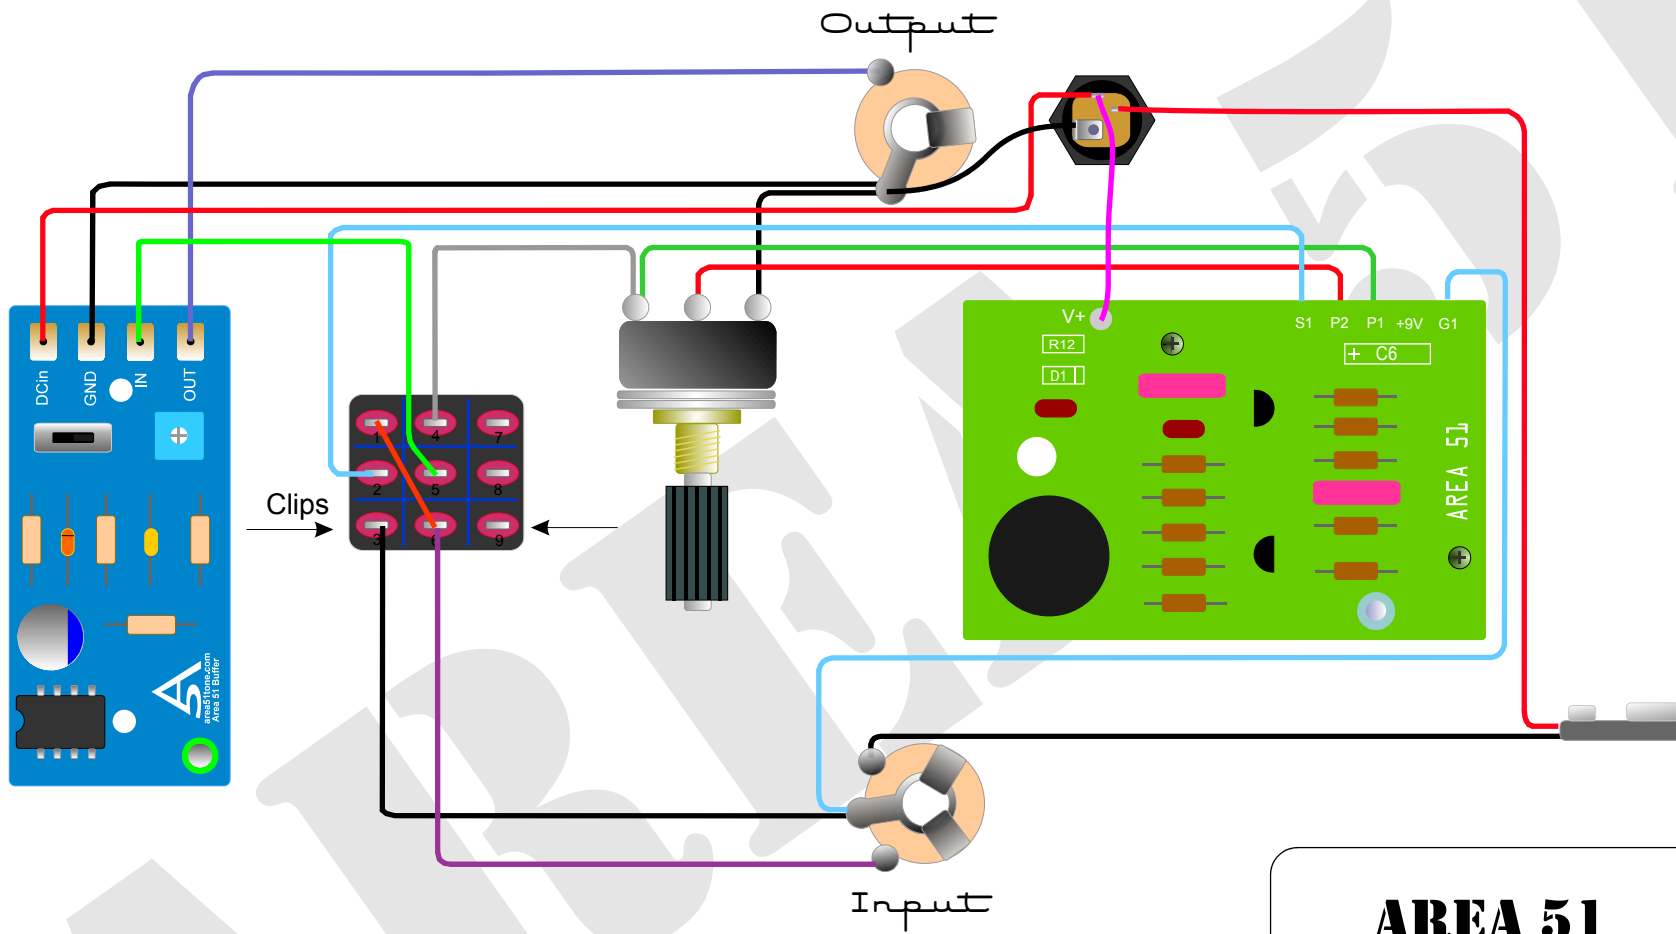 Output
V+
S1 P2 P1 +9V G1
R12
+ C6
D1
DCin
GND
IN
OUT
1 4 7
2 5 8
3 6 9
Clips
AREA 51
area51tone.com
Area 51 Buffer
Input
AREA 51